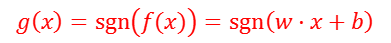 g(x) = sgn(f(x)) = sgn(w · x + b)